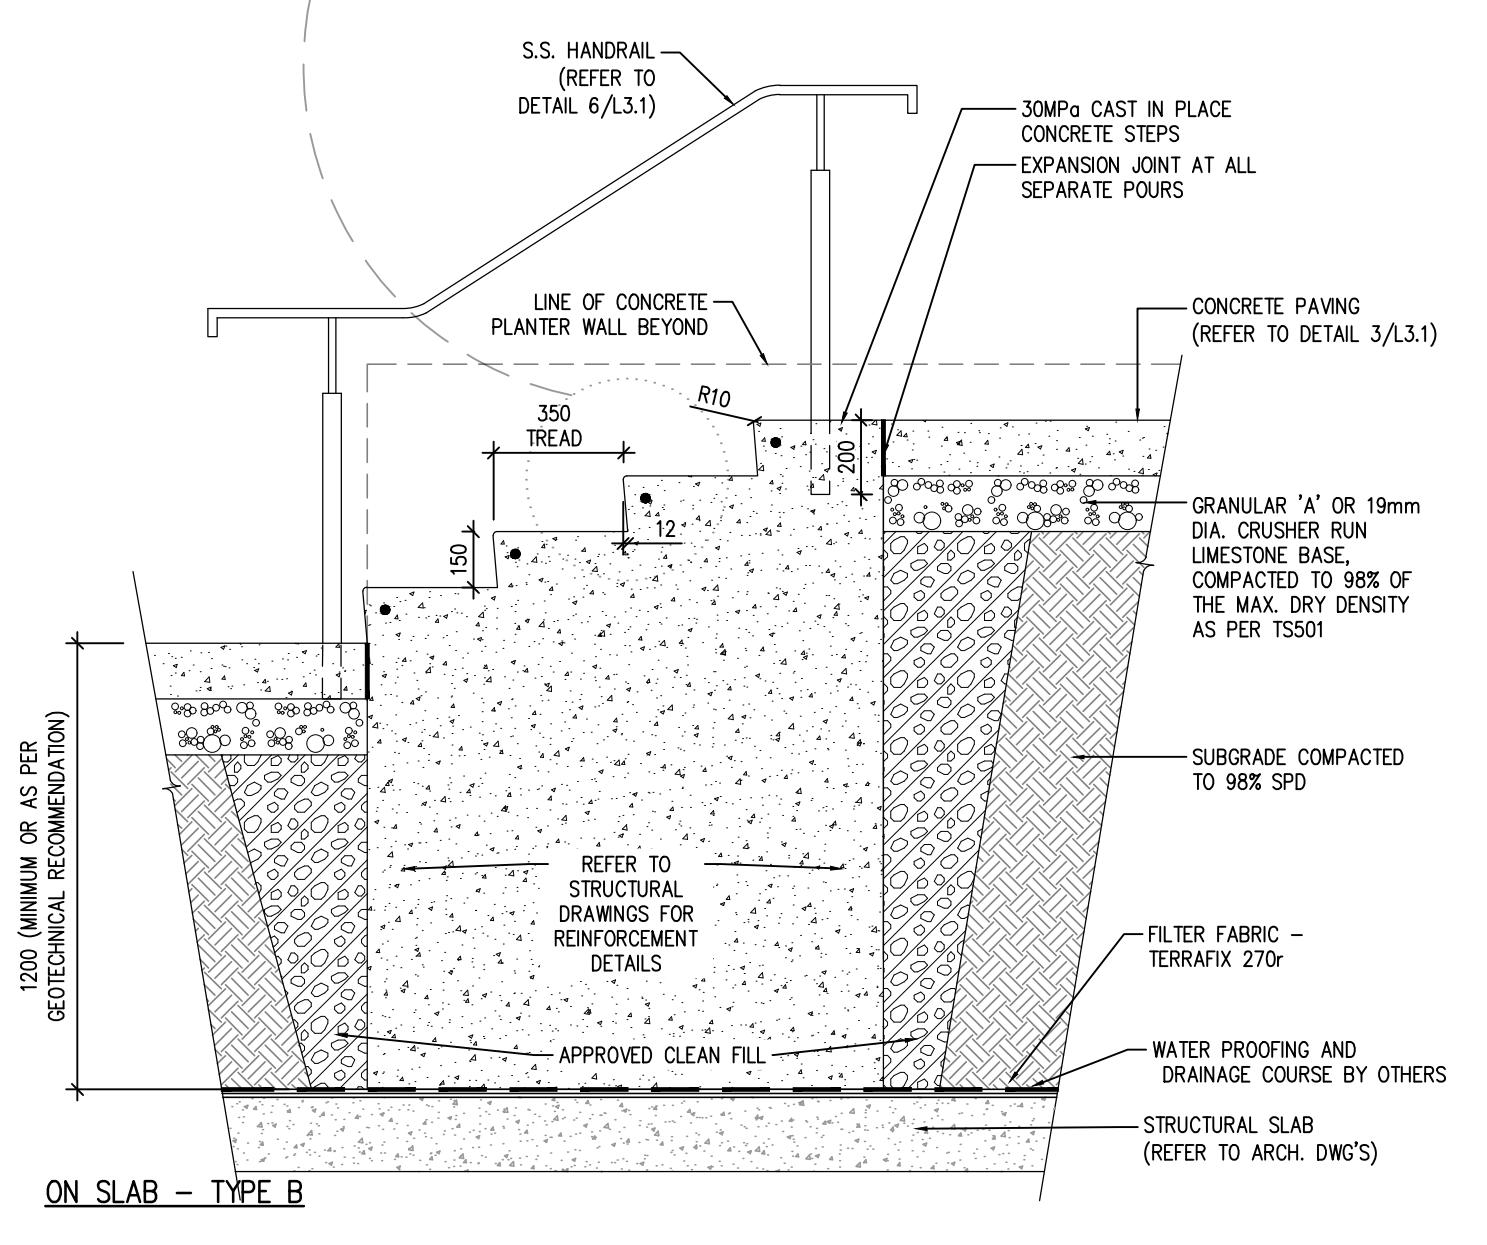 S.S. HANDRAIL
(REFER TO
DETAIL 6/L3.1)
30MPa CAST IN PLACE
CONCRETE STEPS
EXPANSION JOINT AT ALL
SEPARATE POURS
LINE OF CONCRETE
PLANTER WALL BEYOND
CONCRETE PAVING
(REFER TO DETAIL 3/L3.1)
R10
350
TREAD
200
12
150
GRANULAR 'A' OR 19mm
DIA. CRUSHER RUN
LIMESTONE BASE,
COMPACTED TO 98% OF
THE MAX. DRY DENSITY
AS PER TS501
1200 (MINIMUM OR AS PER
GEOTECHNICAL RECOMMENDATION)
SUBGRADE COMPACTED
TO 98% SPD
REFER TO
STRUCTURAL
DRAWINGS FOR
REINFORCEMENT
DETAILS
FILTER FABRIC –
TERRAFIX 270r
APPROVED CLEAN FILL
WATER PROOFING AND
DRAINAGE COURSE BY OTHERS
STRUCTURAL SLAB
(REFER TO ARCH. DWG'S)
ON SLAB – TYPE B